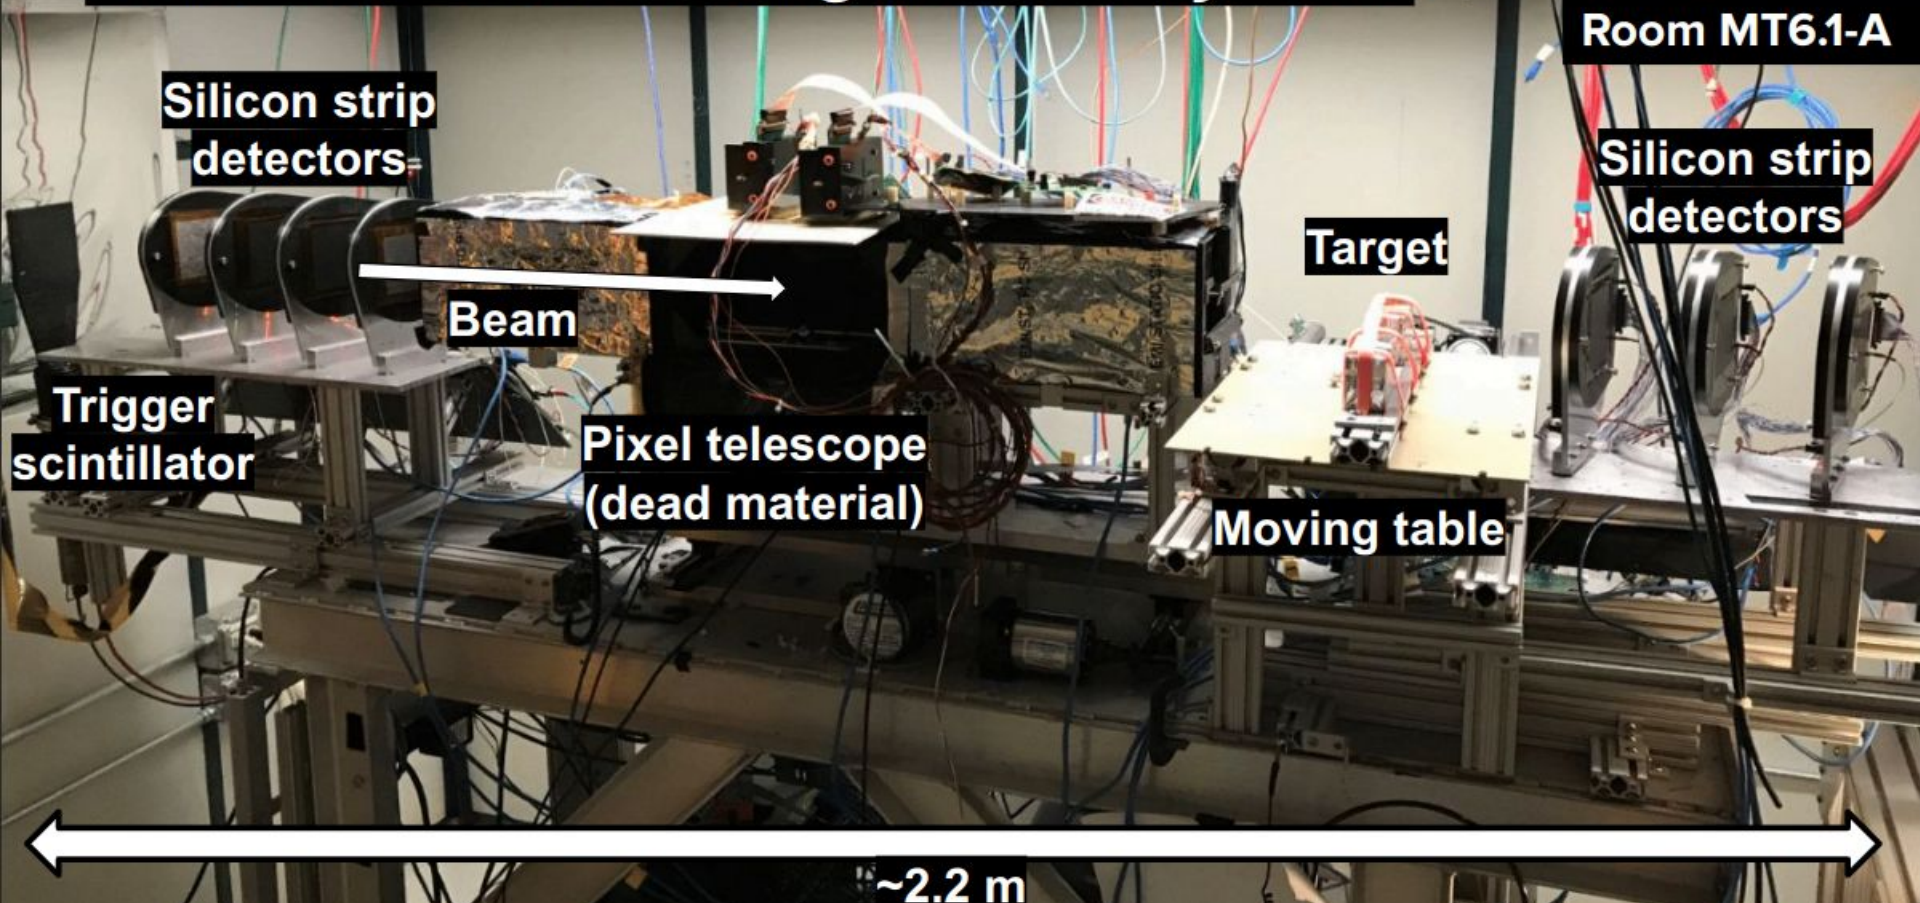 Room MT6.1-A
Silicon strip
detectors
Silicon strip
detectors
Target
Beam
Trigger
scintillator
Pixel telescope
(dead material)
Moving table
~2.2 m